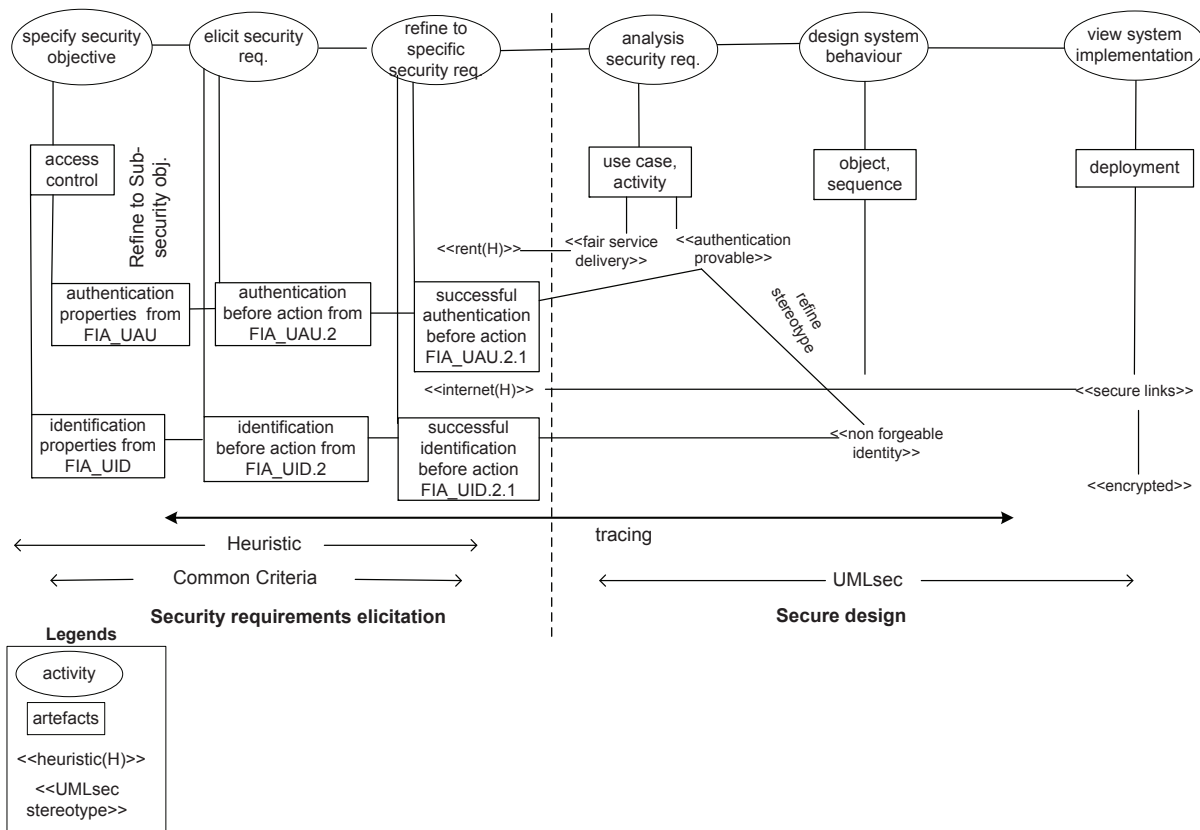 specify security
objective
elicit security
req.
refine to
specific
security req.
analysis
security req.
design system
behaviour
view system
implementation
access
control
Refine to Sub-
security obj.
use case,
activity
object,
sequence
deployment
<<rent(H)>>
<<fair service
delivery>>
<<authentication
provable>>
authentication
properties from
FIA_UAU
authentication
before action from
FIA_UAU.2
successful
authentication
before action
FIA_UAU.2.1
refine
stereotype
<<internet(H)>>
<<secure links>>
identification
properties from
FIA_UID
identification
before action from
FIA_UID.2
successful
identification
before action
FIA_UID.2.1
<<non forgeable
identity>>
<<encrypted>>
tracing
Heuristic
Common Criteria
UMLsec
Security requirements elicitation
Secure design
Legends
activity
artefacts
<<heuristic(H)>>
<<UMLsec
stereotype>>